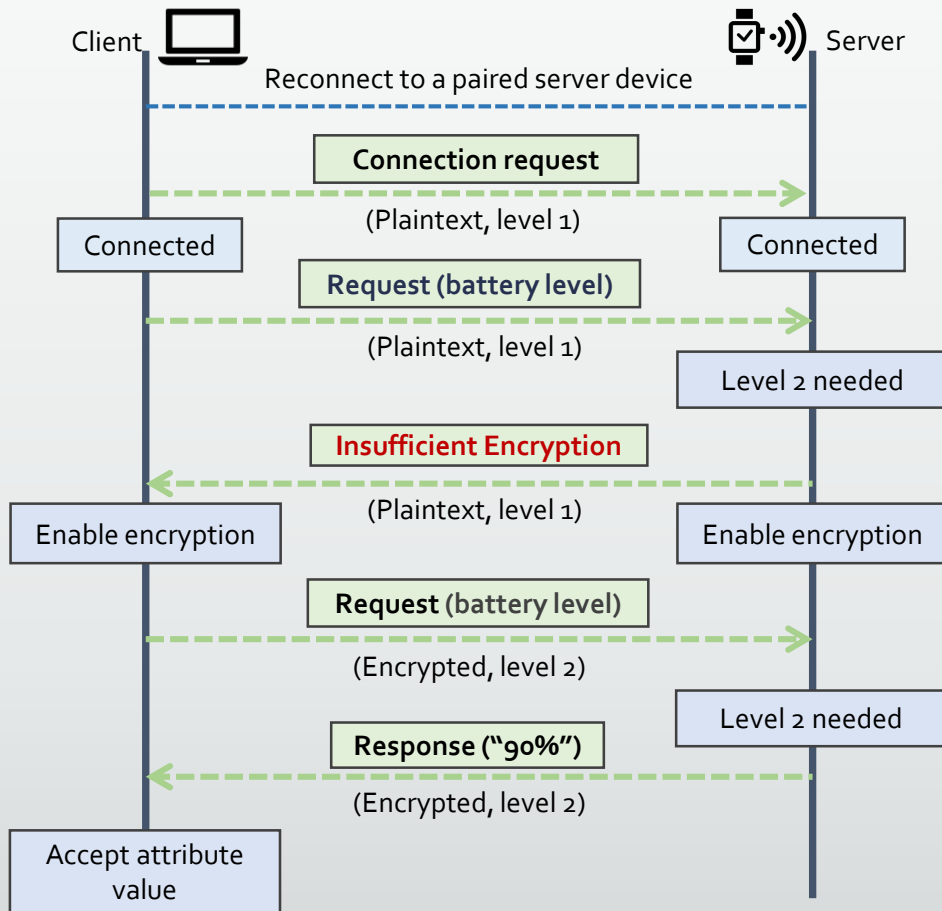 Client
Server
Reconnect to a paired server device
Connection request
(Plaintext, level 1)
Connected
Connected
Request (battery level)
(Plaintext, level 1)
Level 2 needed
Insufficient Encryption
(Plaintext, level 1)
Enable encryption
Enable encryption
Request (battery level)
(Encrypted, level 2)
Level 2 needed
Response (“90%”)
(Encrypted, level 2)
Accept attribute
value